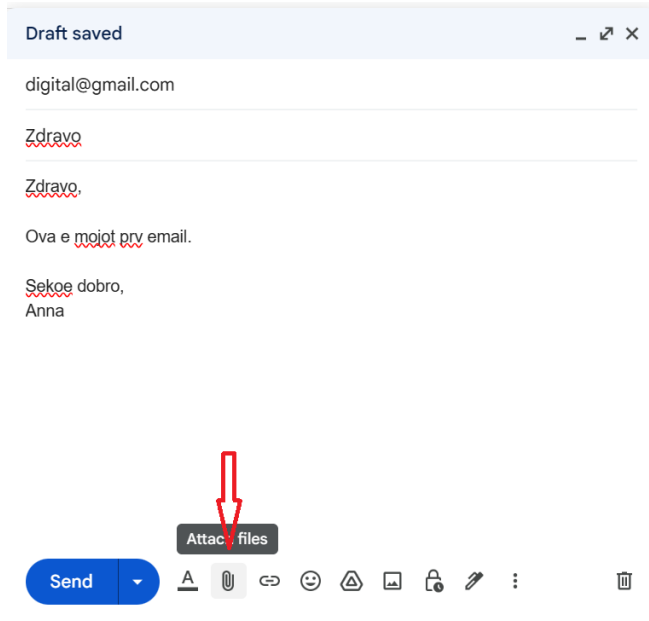 Draft saved
digital@gmail.com
Zdravo
Zdravo,
Ova e mojot prv email.
Sekoe dobro,
Anna
Attach files
Send